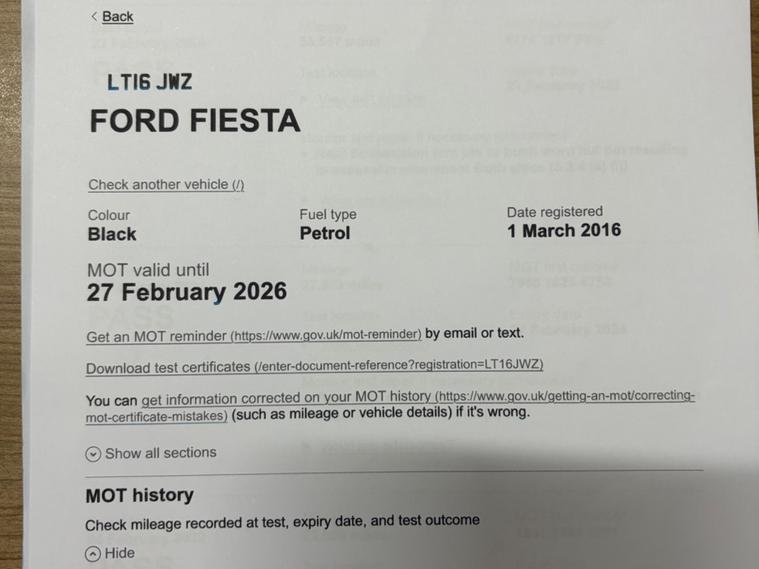 Back
LT16 JWZ
FORD FIESTA
Check another vehicle (/)
Colour
Black
Fuel type
Petrol
Date registered
1 March 2016
MOT valid until
27 February 2026
Get an MOT reminder (https://www.gov.uk/mot-reminder) by email or text.
Download test certificates (/enter-document-reference?registration=LT16JWZ)
You can get information corrected on your MOT history (https://www.gov.uk/getting-an-mot/correcting-
mot-certificate-mistakes) (such as mileage or vehicle details) if it's wrong.
Show all sections
MOT history
Check mileage recorded at test, expiry date, and test outcome
Hide